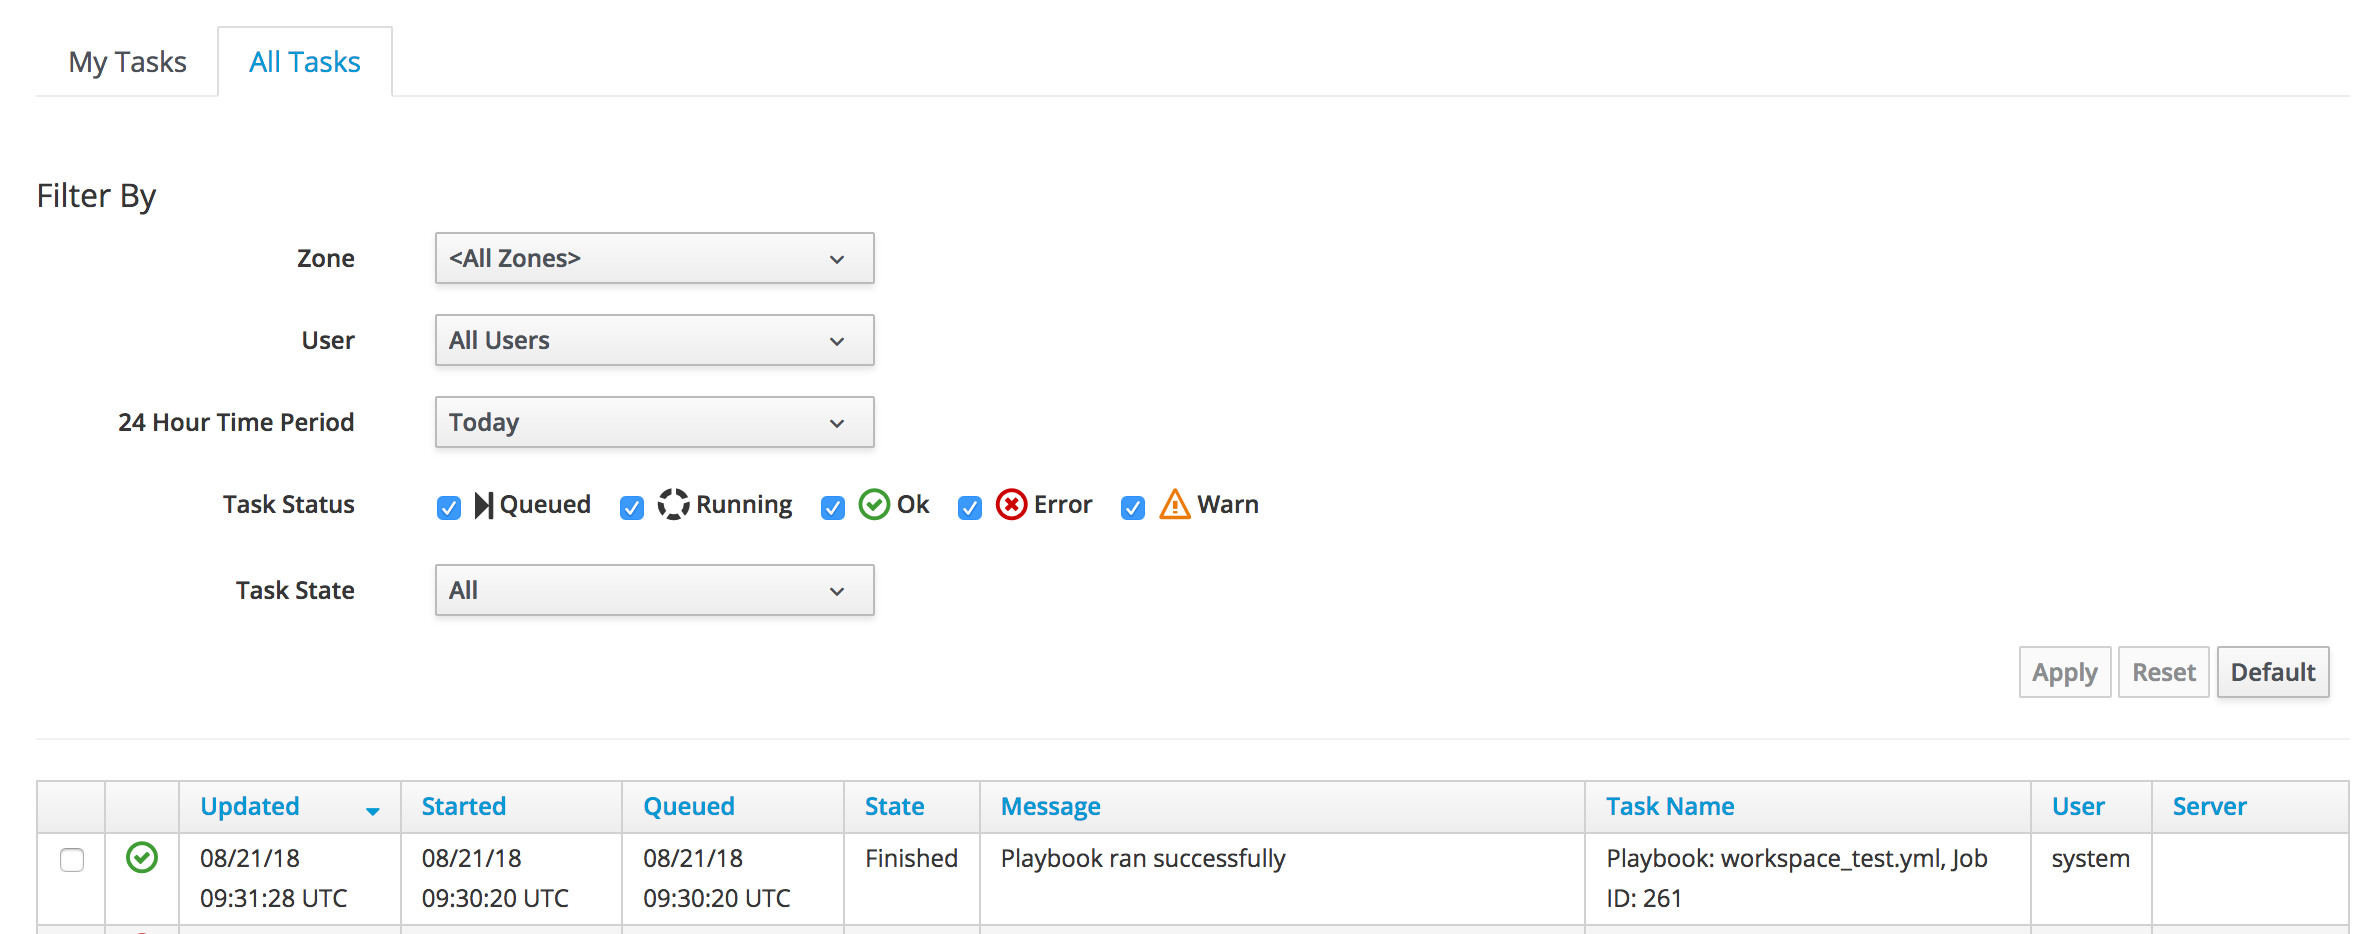 My Tasks
All Tasks
Filter By
Zone
<All Zones>
User
All Users
24 Hour Time Period
Today
Task Status
Queued
Running
Ok
Error
Warn
Task State
All
Apply
Reset
Default
Updated
Started
Queued
State
Message
Task Name
User
Server
08/21/18
09:31:28 UTC
08/21/18
09:30:20 UTC
08/21/18
09:30:20 UTC
Finished
Playbook ran successfully
Playbook: workspace_test.yml, Job
ID: 261
system